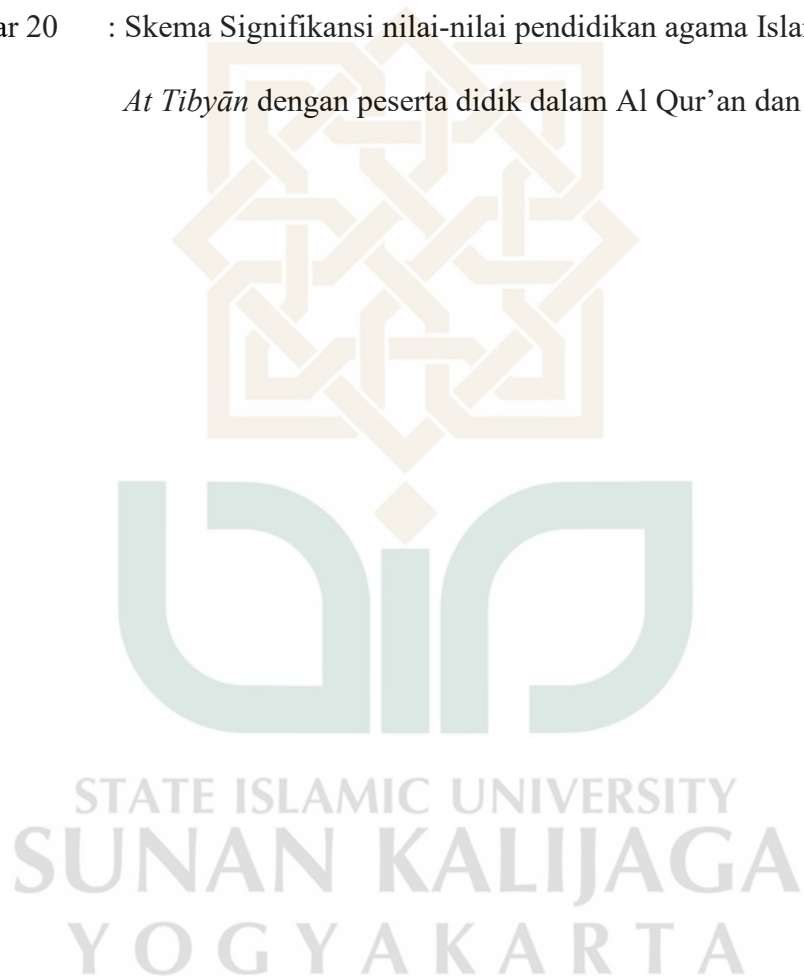 ar 20 : Skema Signifikansi nilai-nilai pendidikan agama Isla
At Tibyān dengan peserta didik dalam Al Qur’an dan
STATE ISLAMIC UNIVERSITY
SUNAN KALIJAGA
YOGYAKARTA